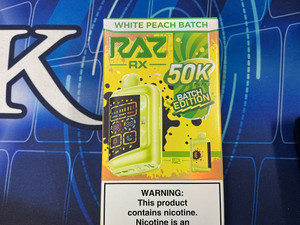 WHITE PEACH BATCH
RAZ
RX
50K
BATCH
EDITION
WARNING:
This product
contains nicotine.
Nicotine is an
K